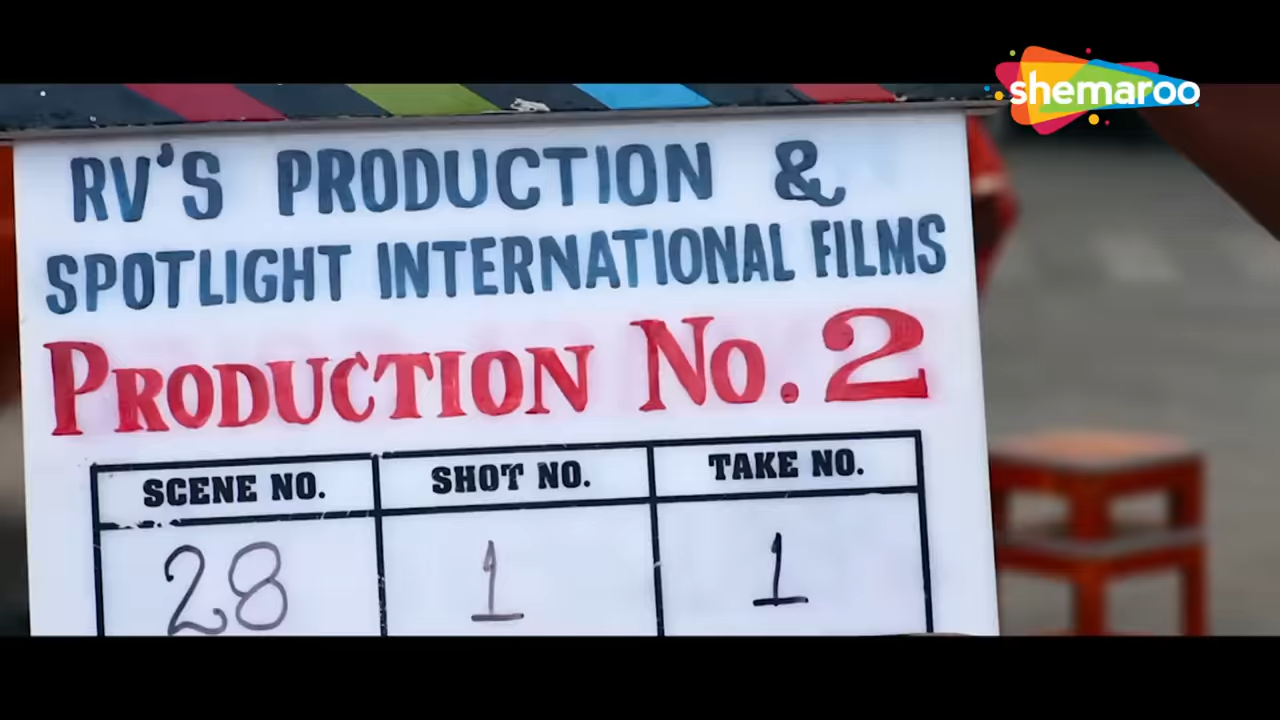 shemaroo
RV'S PRODUCTION &
SPOTLIGHT INTERNATIONAL FILMS
PRODUCTION NO. 2
SCENE NO. SHOT NO. TAKE NO.
28 1 1